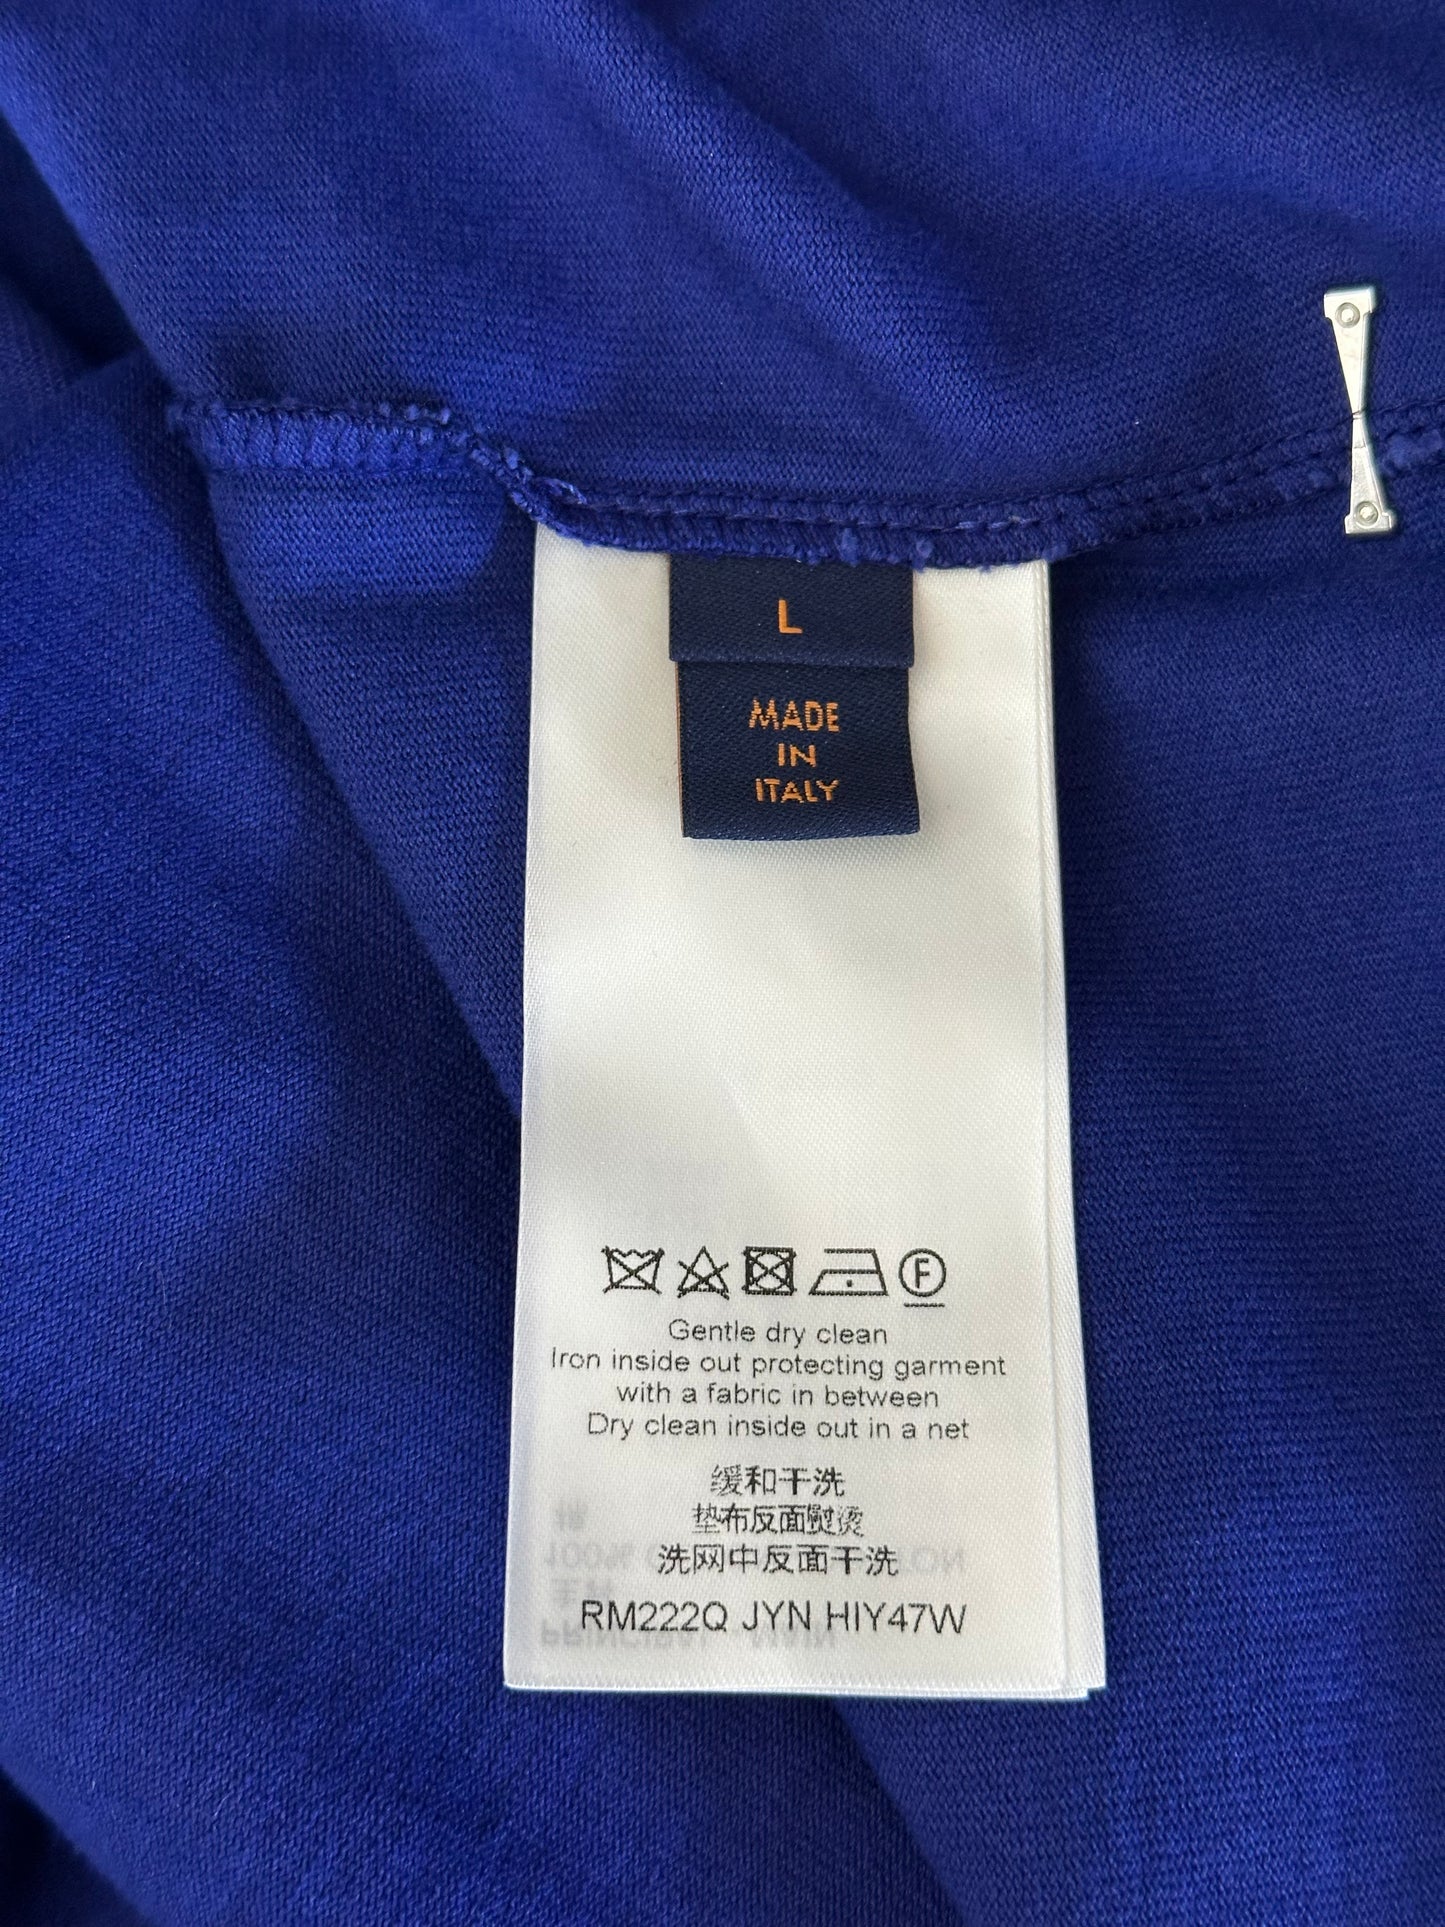 L
MADE
IN
ITALY
F
Gentle dry clean
Iron inside out protecting garment
with a fabric in between
Dry clean inside out in a net
缓和干洗
垫布反面熨烫
洗网中反面干洗
RM222Q JYN HIY47W